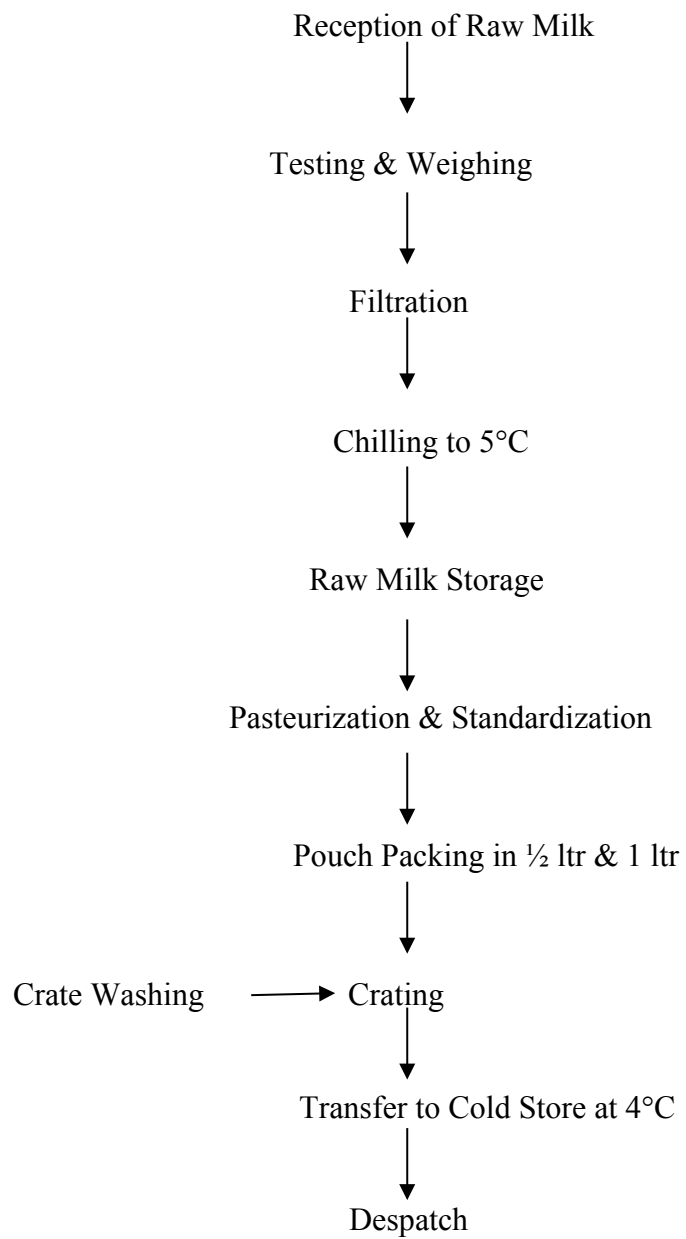 Reception of Raw Milk
Testing & Weighing
Filtration
Chilling to 5°C
Raw Milk Storage
Pasteurization & Standardization
Pouch Packing in ½ ltr & 1 ltr
Crate Washing
Crating
Transfer to Cold Store at 4°C
Despatch